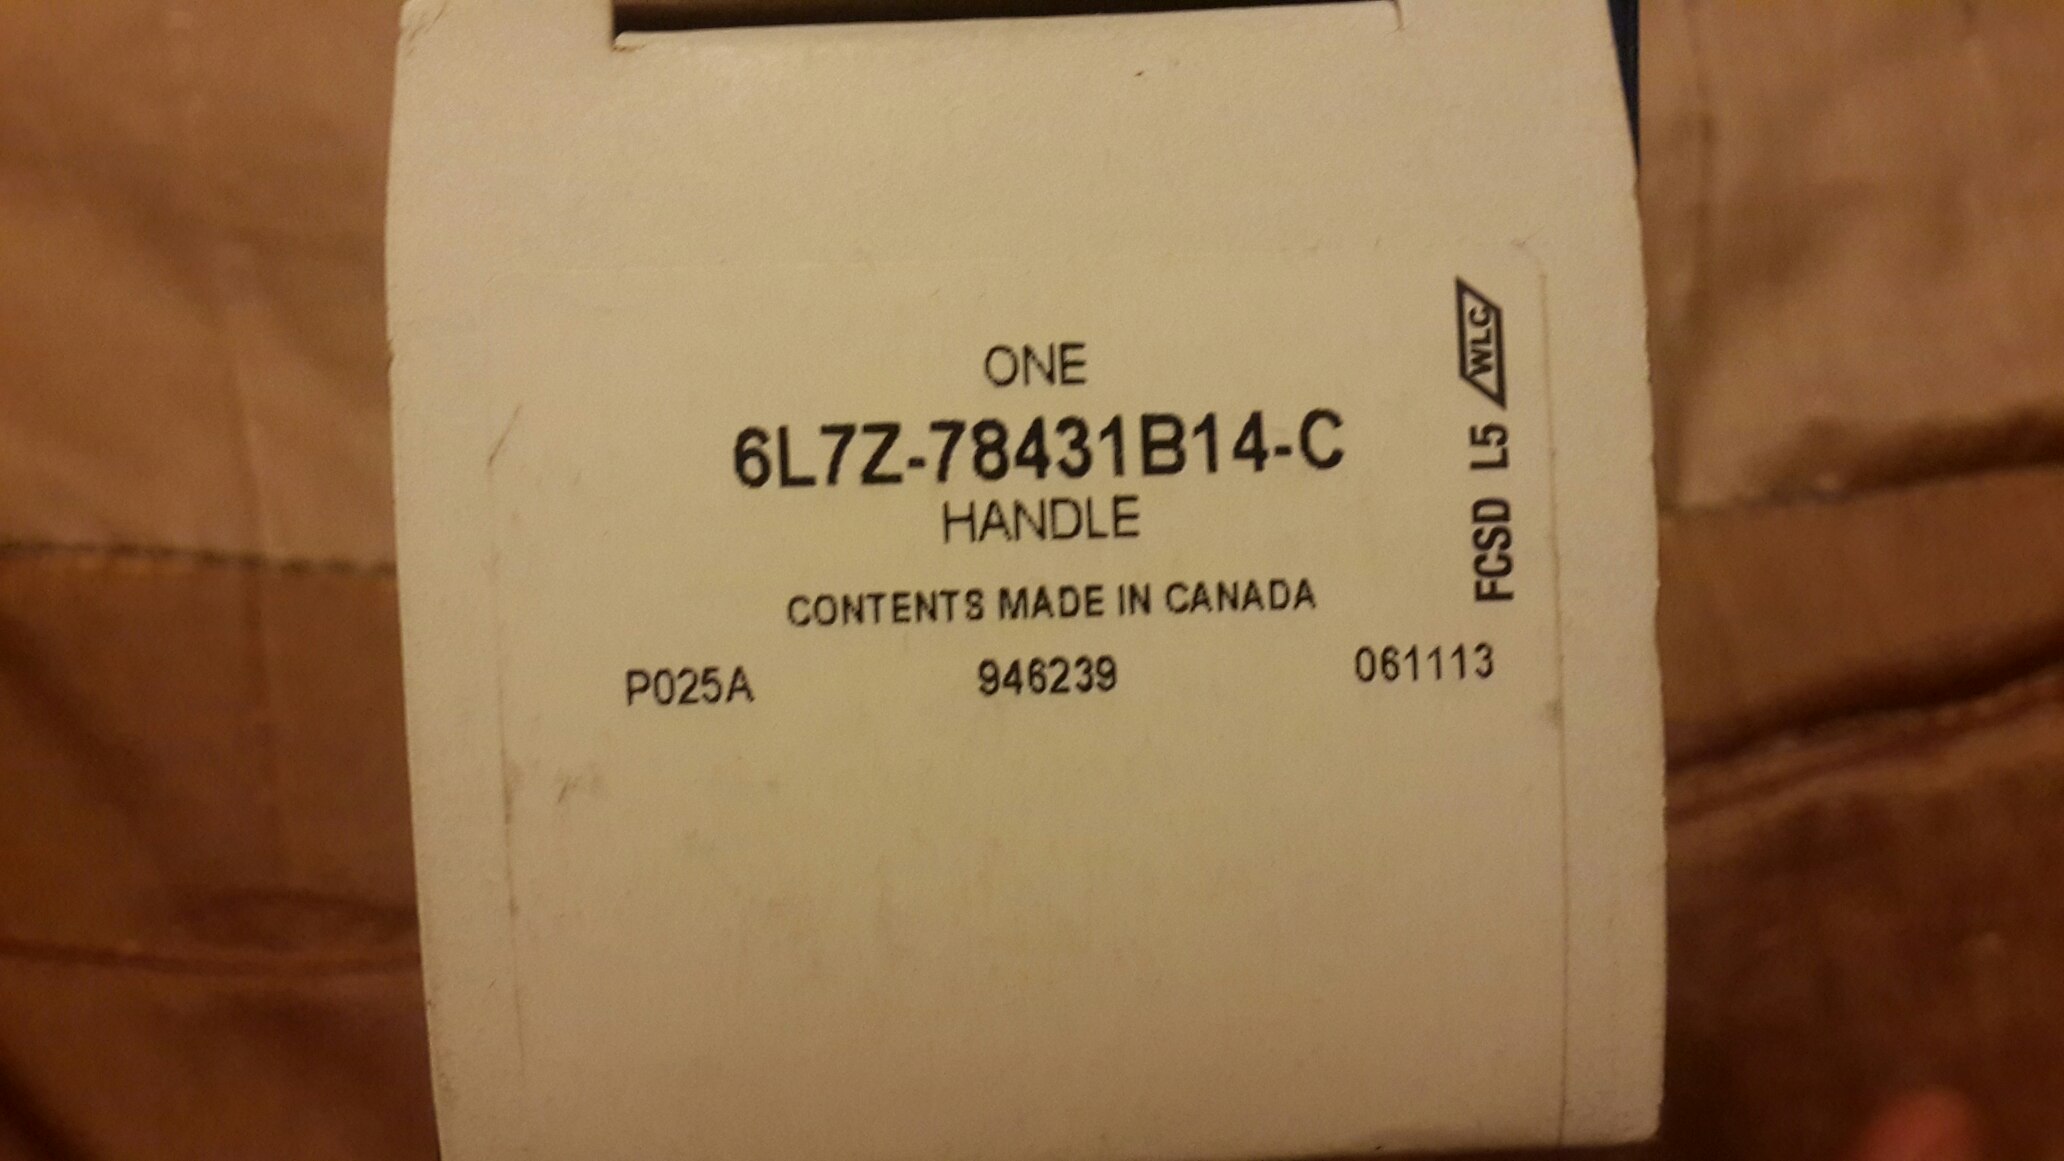 ONE
6L7Z-78431B14-C
HANDLE
CONTENTS MADE IN CANADA
P025A 946239 061113
FCSD L5 WLC